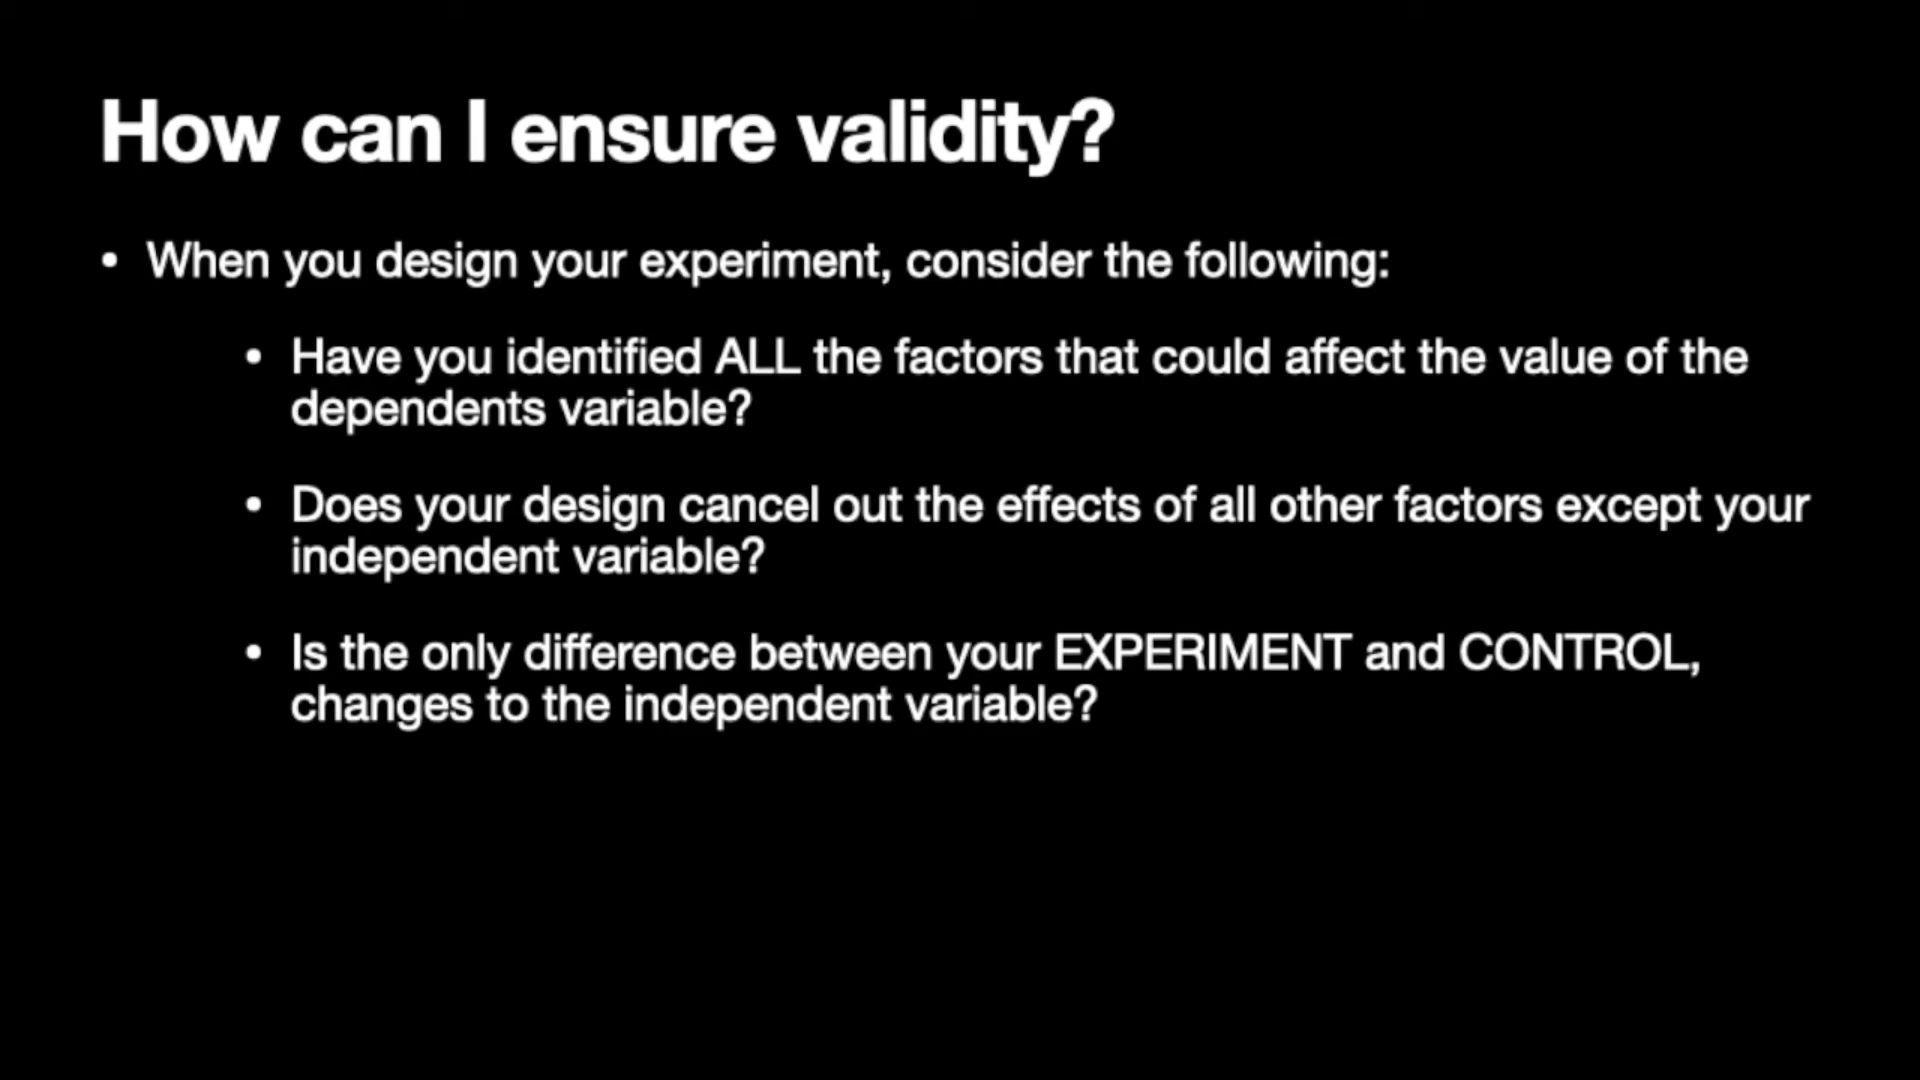 How can I ensure validity?
• When you design your experiment, consider the following:
• Have you identified ALL the factors that could affect the value of the
dependents variable?
• Does your design cancel out the effects of all other factors except your
independent variable?
• Is the only difference between your EXPERIMENT and CONTROL,
changes to the independent variable?